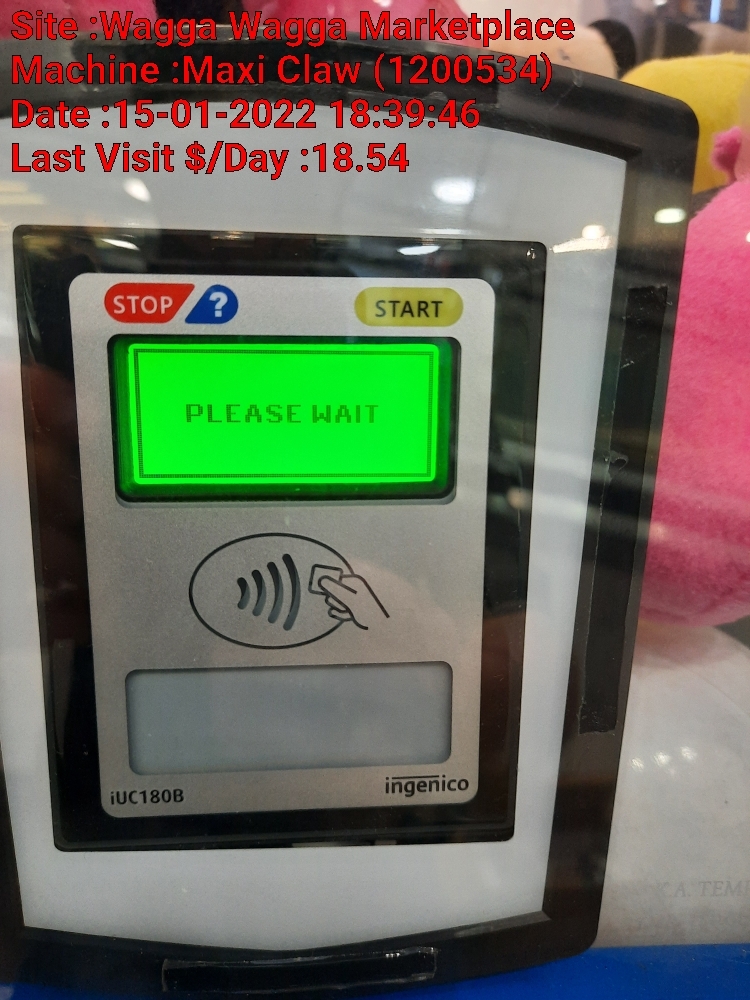 Site :Wagga Wagga Marketplace
Machine :Maxi Claw (1200534)
Date :15-01-2022 18:39:46
Last Visit $/Day :18.54
STOP ? START
PLEASE WAIT
iUC180B ingenico